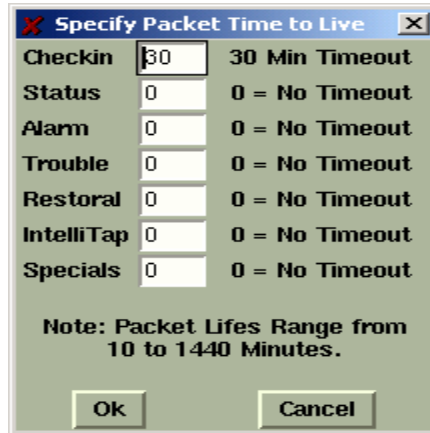 Specify Packet Time to Live
Checkin 30 30 Min Timeout
Status 0 0 = No Timeout
Alarm 0 0 = No Timeout
Trouble 0 0 = No Timeout
Restoral 0 0 = No Timeout
IntelliTap 0 0 = No Timeout
Specials 0 0 = No Timeout
Note: Packet Lifes Range from
10 to 1440 Minutes.
Ok Cancel